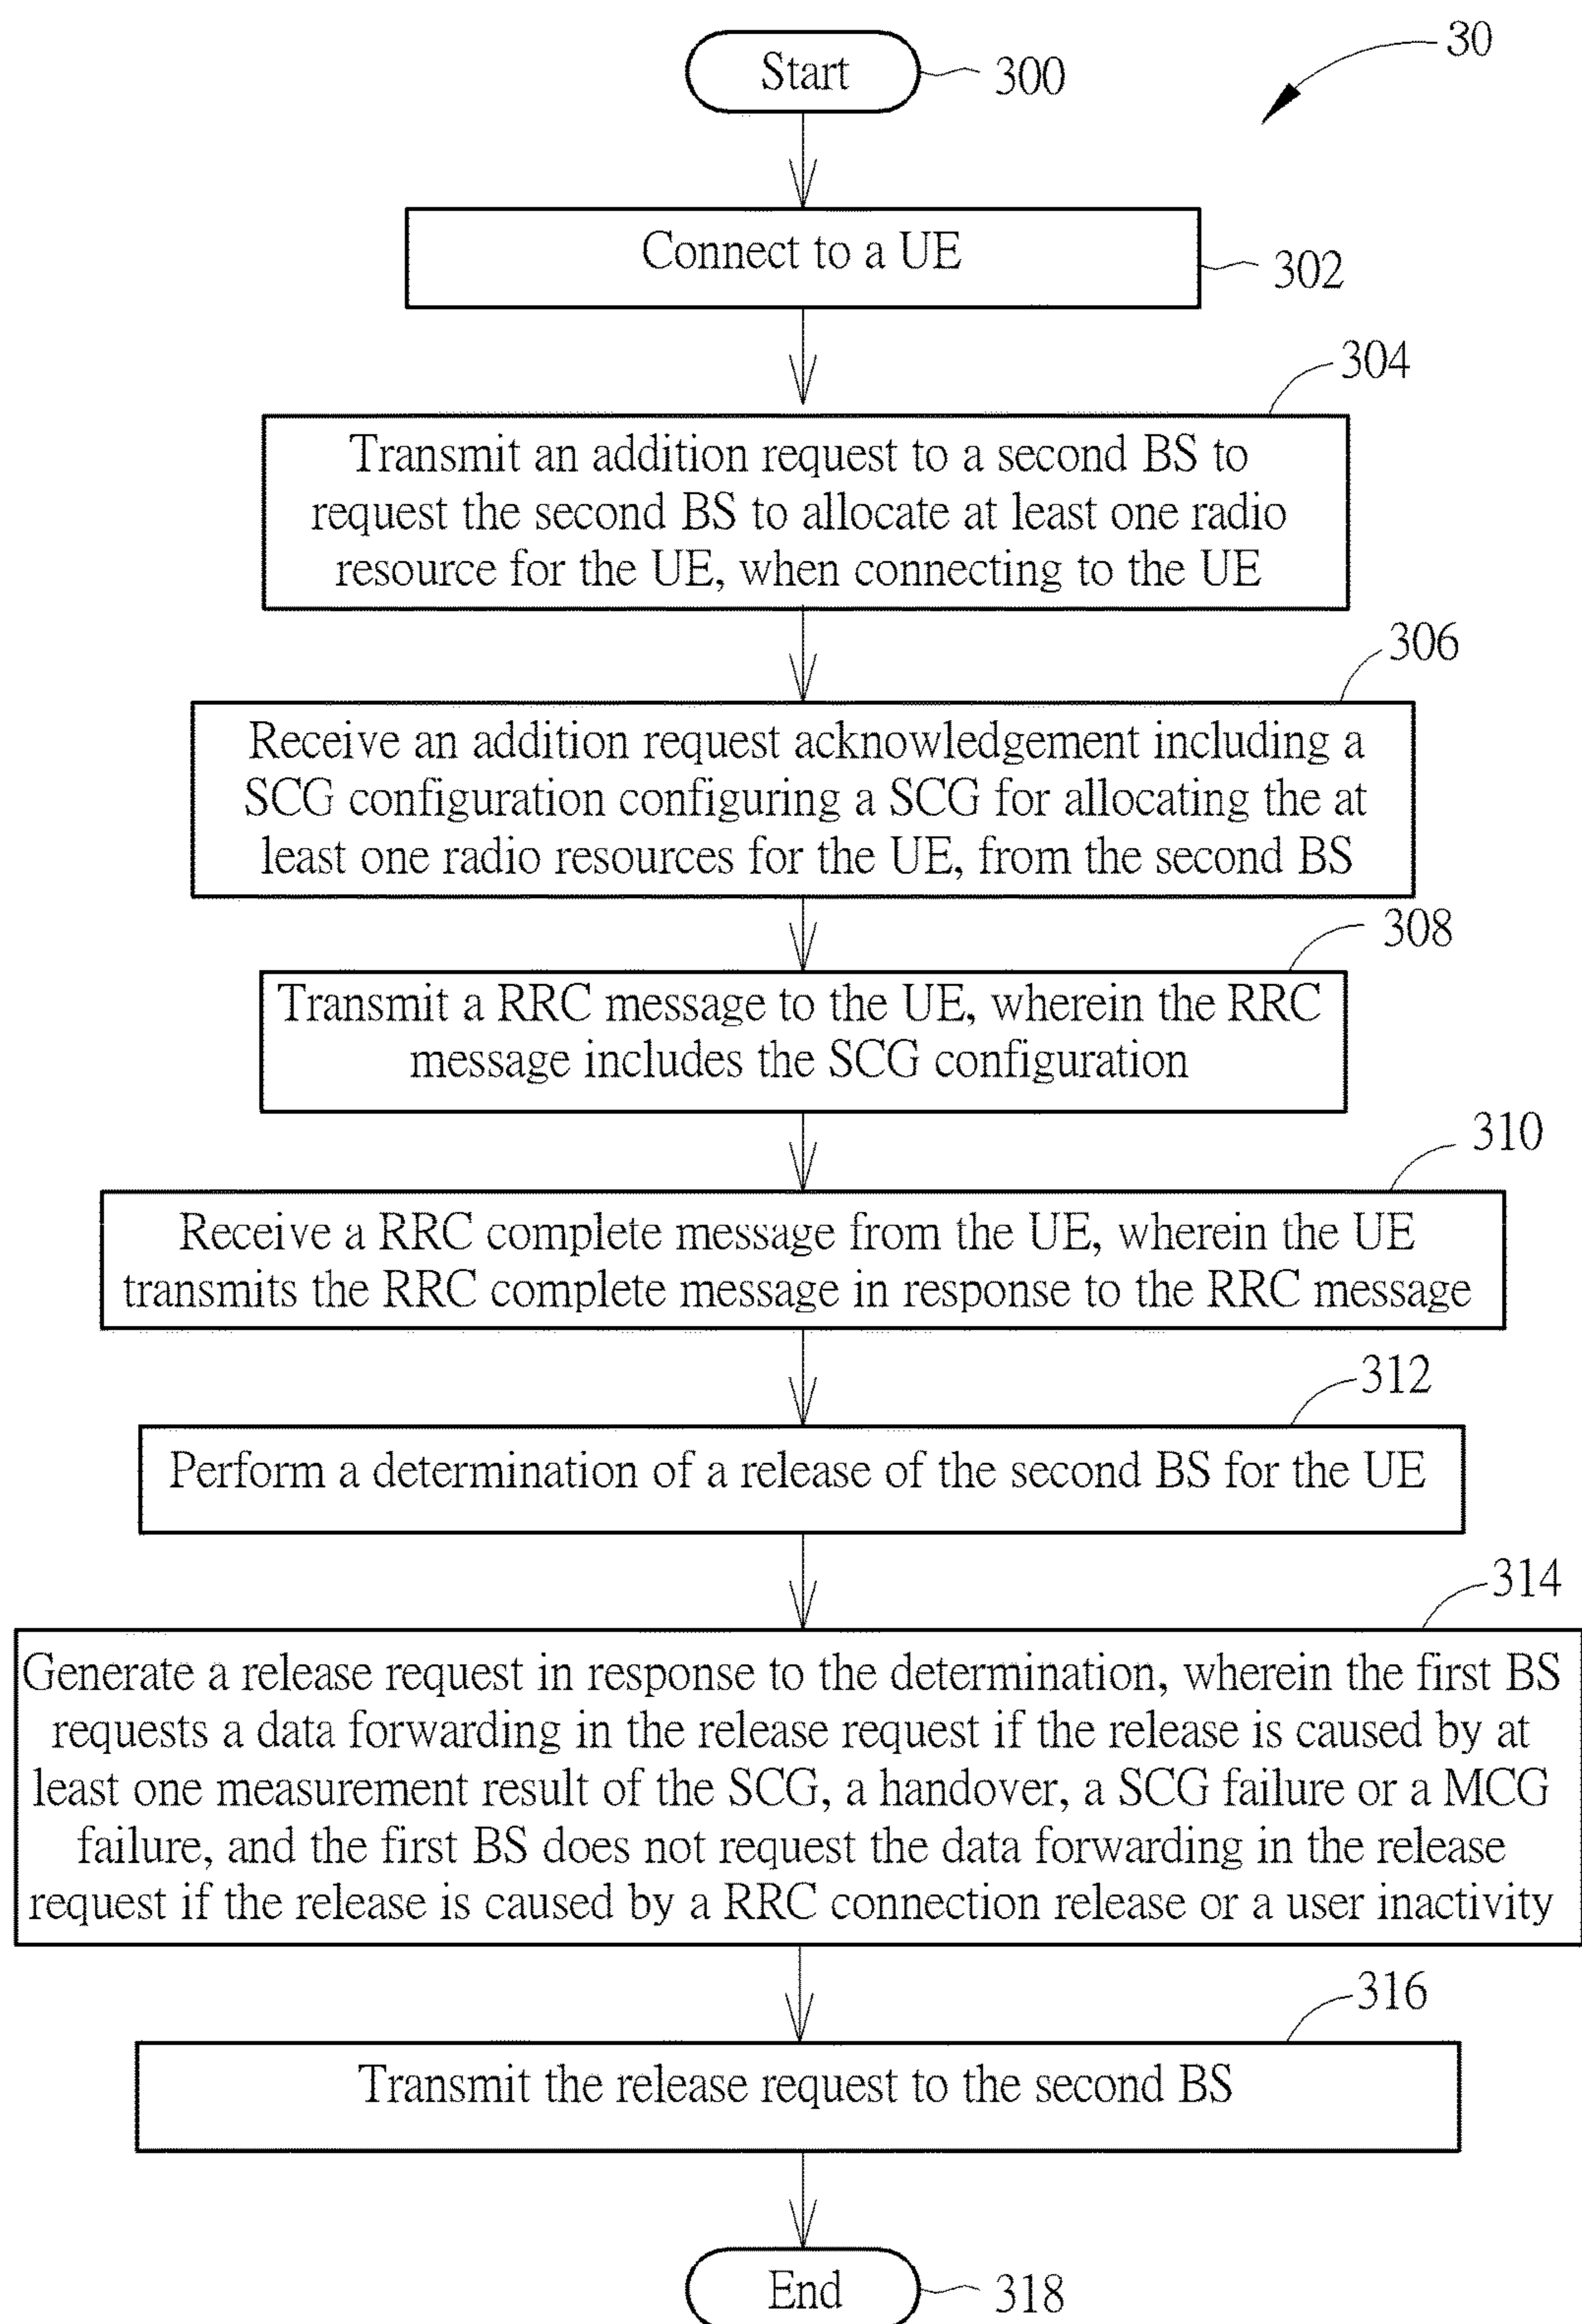 30
Start
300
Connect to a UE
302
304
Transmit an addition request to a second BS to
request the second BS to allocate at least one radio
resource for the UE, when connecting to the UE
306
Receive an addition request acknowledgement including a
SCG configuration configuring a SCG for allocating the at
least one radio resources for the UE, from the second BS
308
Transmit a RRC message to the UE, wherein the RRC
message includes the SCG configuration
310
Receive a RRC complete message from the UE, wherein the UE
transmits the RRC complete message in response to the RRC message
312
Perform a determination of a release of the second BS for the UE
314
Generate a release request in response to the determination, wherein the first BS
requests a data forwarding in the release request if the release is caused by at
least one measurement result of the SCG, a handover, a SCG failure or a MCG
failure, and the first BS does not request the data forwarding in the release
request if the release is caused by a RRC connection release or a user inactivity
316
Transmit the release request to the second BS
End
318